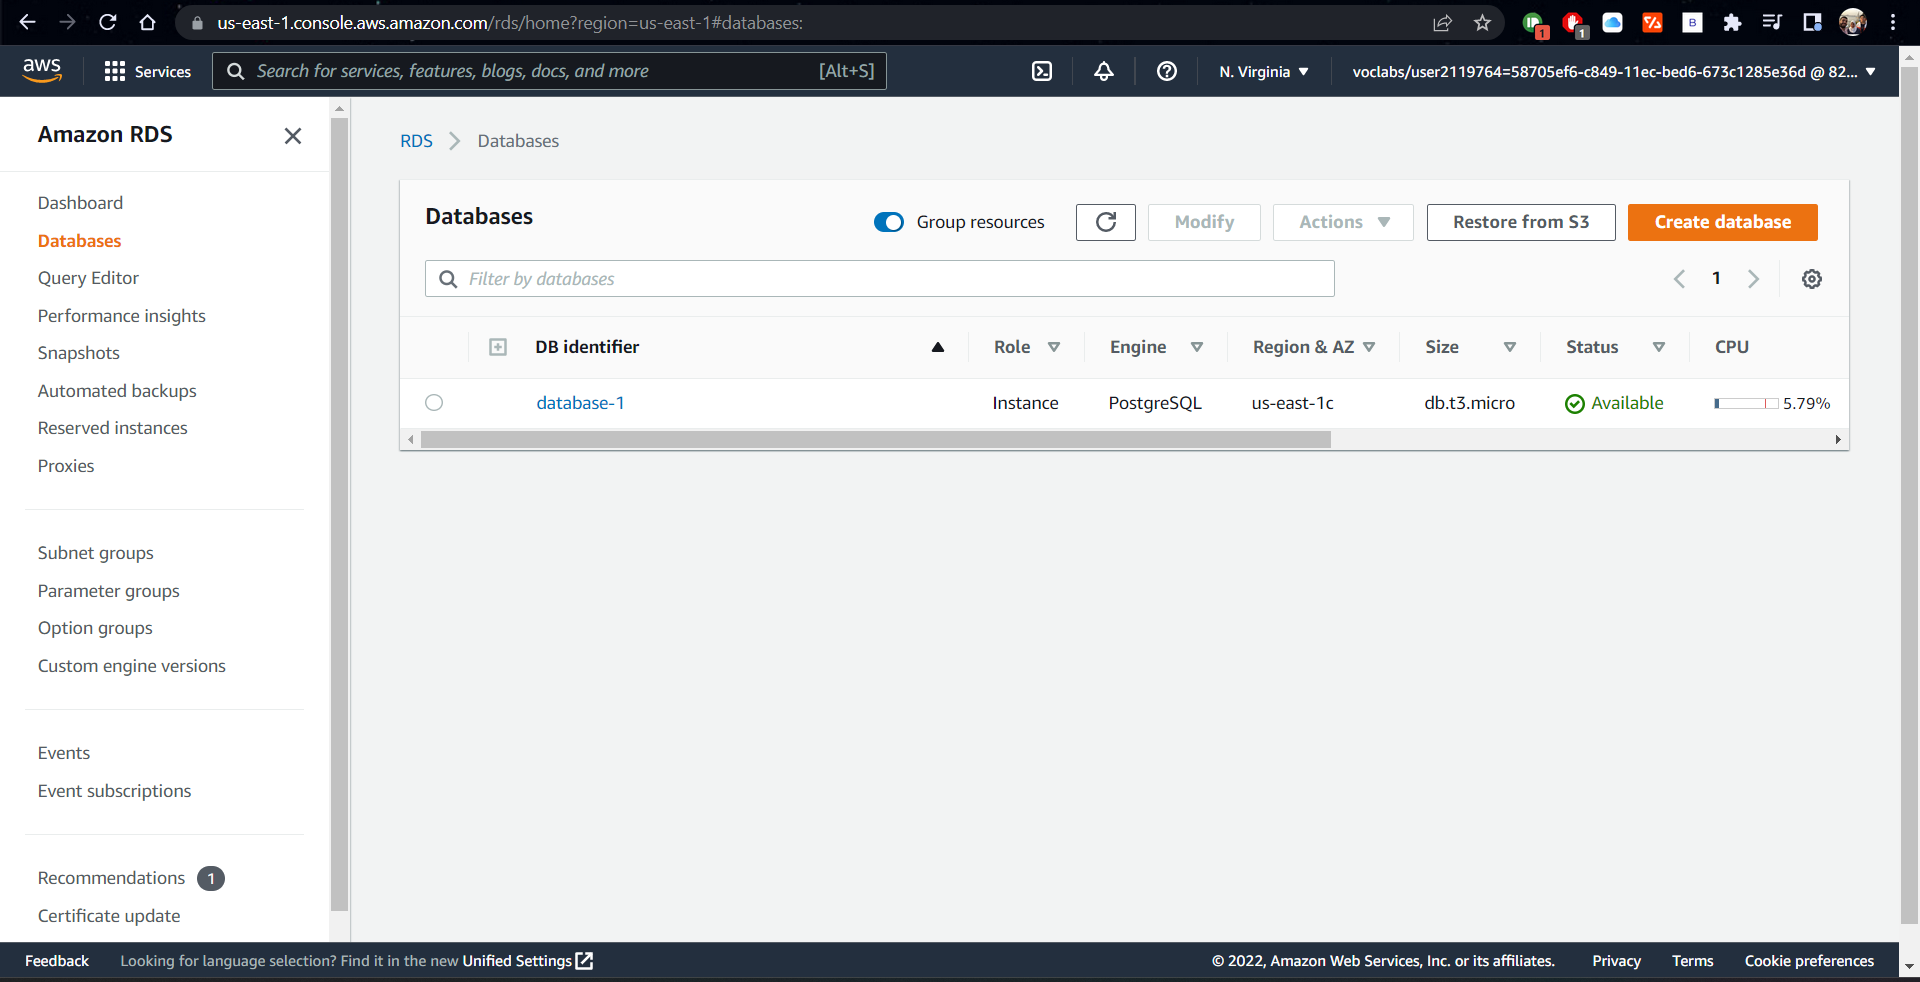 us-east-1.console.aws.amazon.com/rds/home?region=us-east-1#databases:
1
1
B
aws
Services
Search for services, features, blogs, docs, and more
[Alt+S]
N. Virginia
voclabs/user2119764=58705ef6-c849-11ec-bed6-673c1285e36d @ 82...
Amazon RDS
Dashboard
Databases
Query Editor
Performance insights
Snapshots
Automated backups
Reserved instances
Proxies
Subnet groups
Parameter groups
Option groups
Custom engine versions
Events
Event subscriptions
Recommendations 1
Certificate update
RDS > Databases
Databases
Group resources
Modify
Actions
Restore from S3
Create database
Filter by databases
1
DB identifier Role Engine Region & AZ Size Status CPU
database-1 Instance PostgreSQL us-east-1c db.t3.micro Available 5.79%
Feedback
Looking for language selection? Find it in the new Unified Settings
© 2022, Amazon Web Services, Inc. or its affiliates.
Privacy
Terms
Cookie preferences